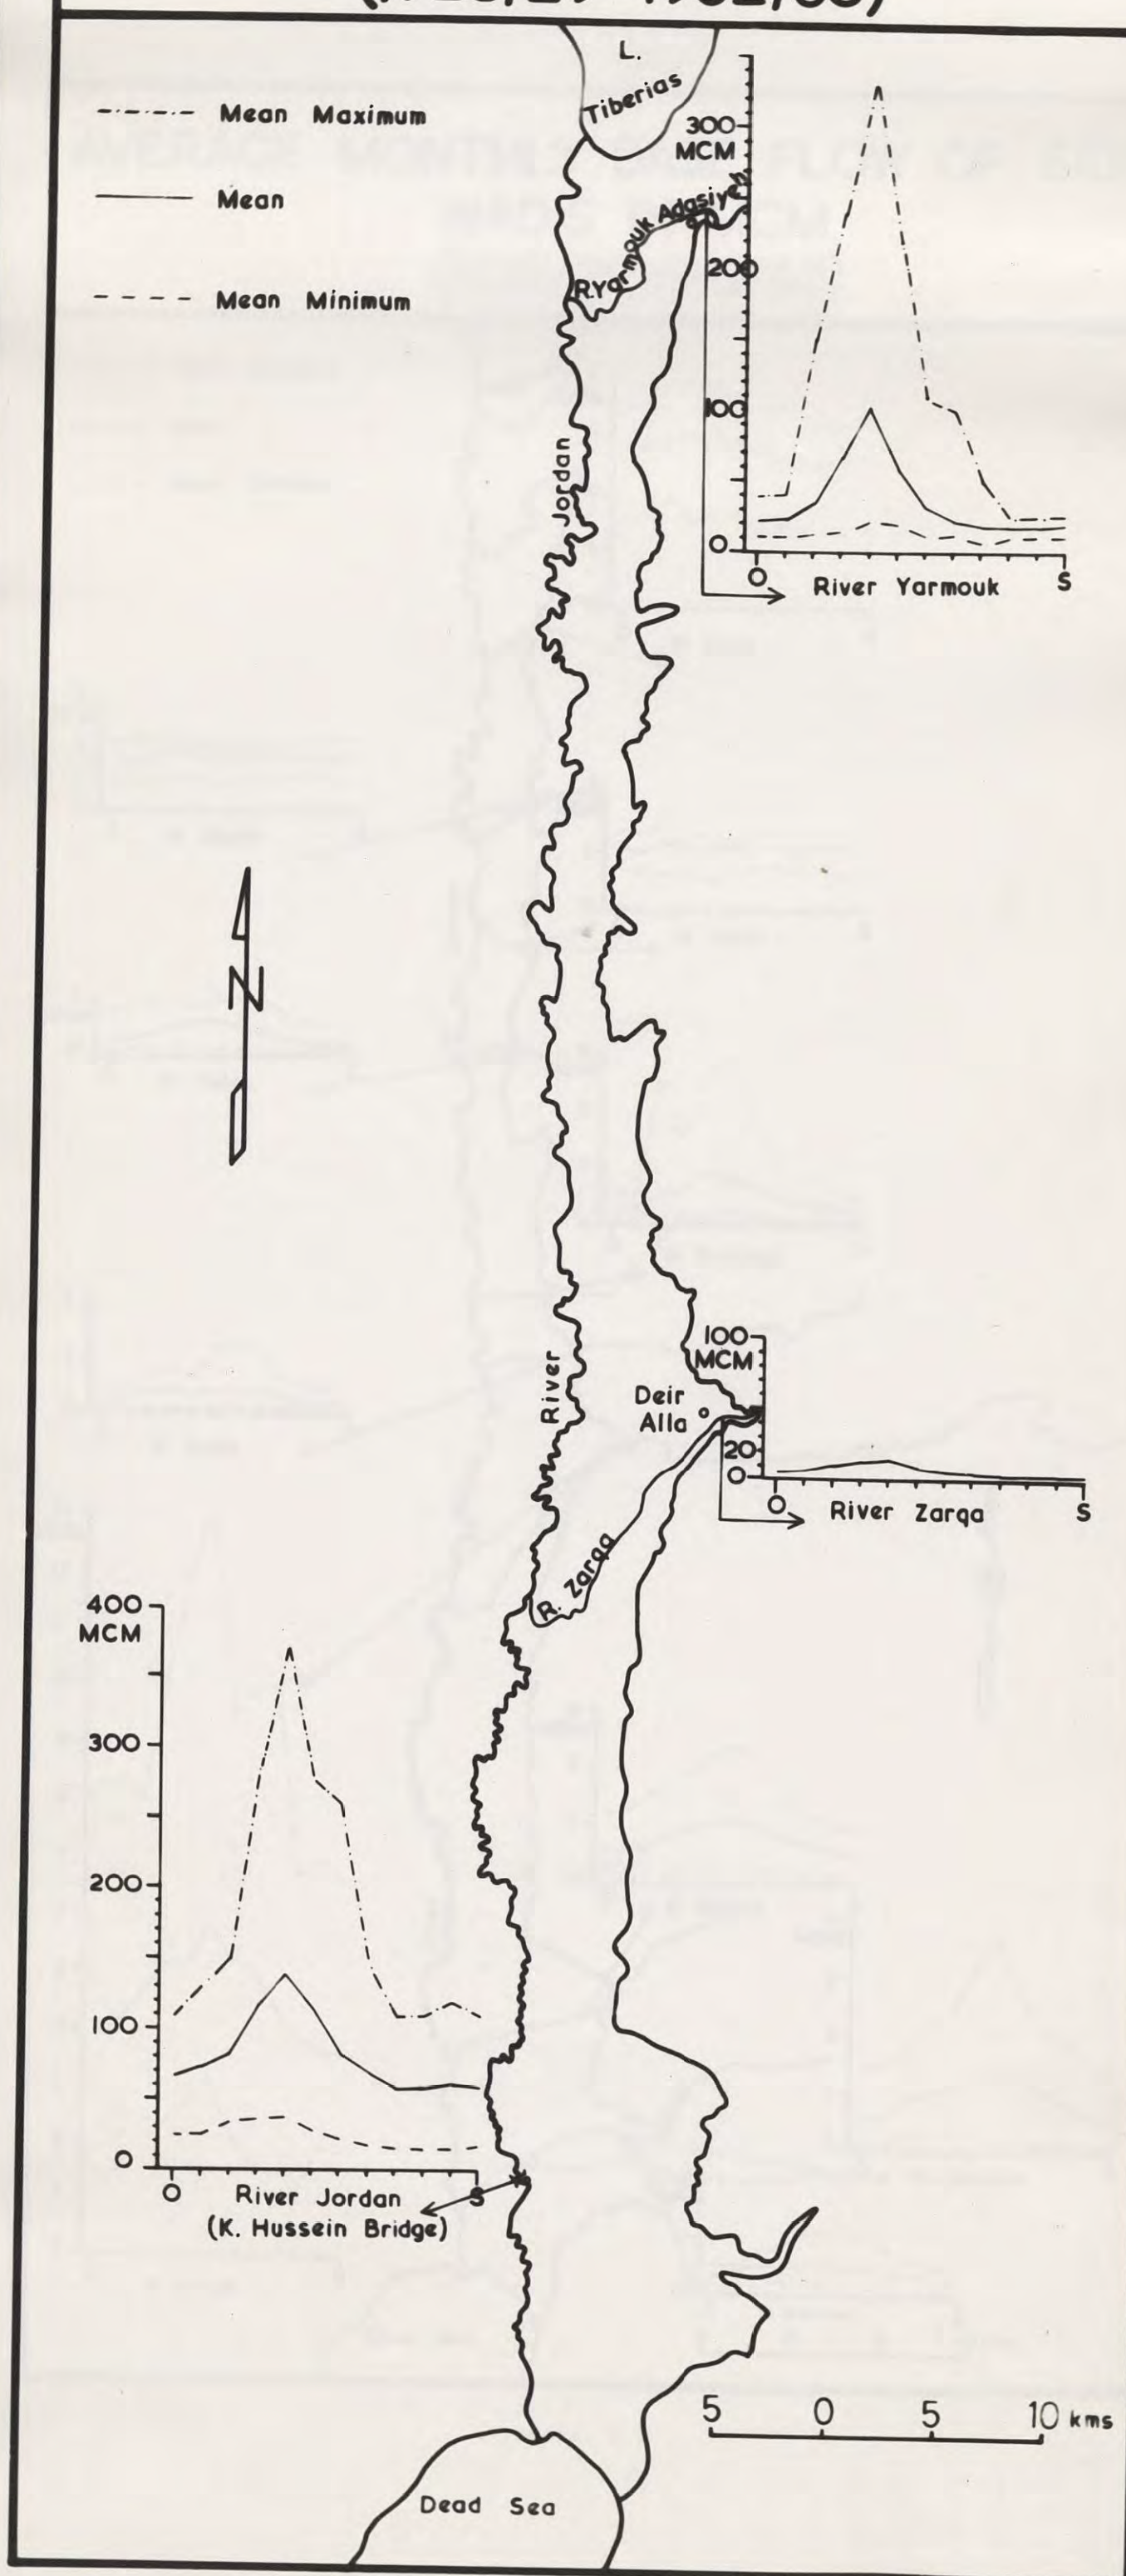 L.
Tiberias
Mean Maximum
Mean
Mean Minimum
300
MCM
200
100
0
O
S
River Yarmouk
Adasiyeh
R.Yarmouk
Jordan
River
N
100
MCM
20
0
O
S
River Zarqa
Deir
Alla
R. Zarqa
400
MCM
300
200
100
0
O
S
River Jordan
(K. Hussein Bridge)
5 0 5 10 kms
Dead Sea